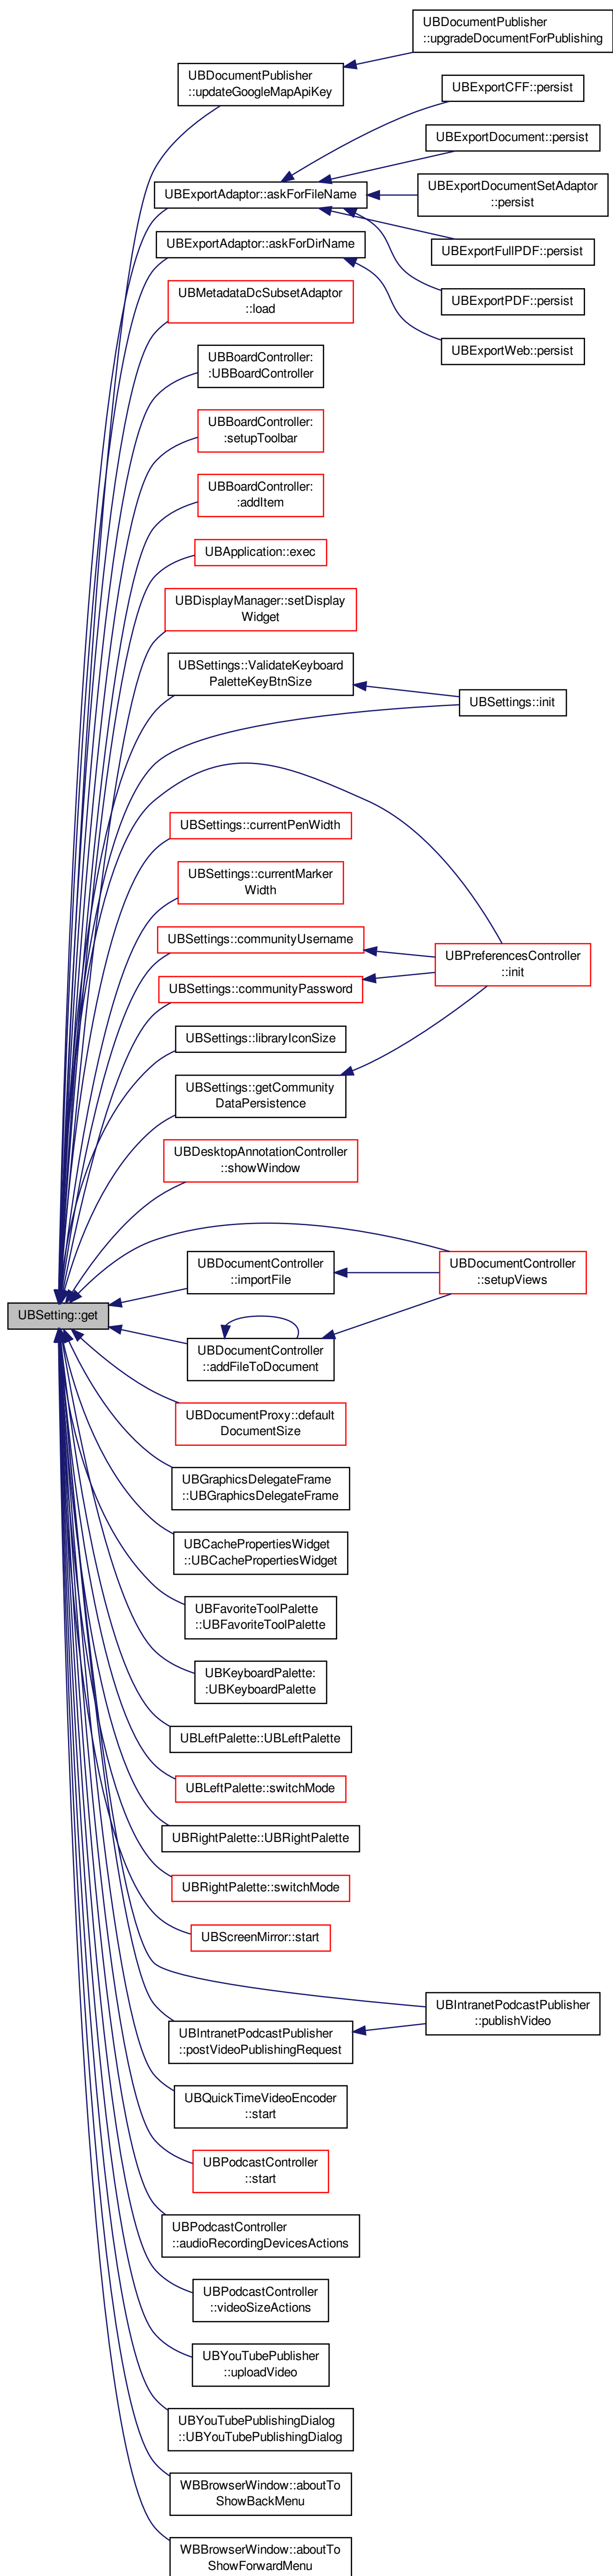 UBDocumentPublisher
::upgradeDocumentForPublishing
UBDocumentPublisher
::updateGoogleMapApiKey
UBExportCFF::persist
UBExportDocument::persist
UBExportAdaptor::askForFileName
UBExportDocumentSetAdaptor
::persist
UBExportAdaptor::askForDirName
UBExportFullPDF::persist
UBMetadataDcSubsetAdaptor
::load
UBExportPDF::persist
UBExportWeb::persist
UBBoardController:
:UBBoardController
UBBoardController:
:setupToolbar
UBBoardController:
:addItem
UBApplication::exec
UBDisplayManager::setDisplay
Widget
UBSettings::ValidateKeyboard
PaletteKeyBtnSize
UBSettings::init
UBSettings::currentPenWidth
UBSettings::currentMarker
Width
UBSettings::communityUsername
UBPreferencesController
::init
UBSettings::communityPassword
UBSettings::libraryIconSize
UBSettings::getCommunity
DataPersistence
UBDesktopAnnotationController
::showWindow
UBDocumentController
::importFile
UBDocumentController
::setupViews
UBSetting::get
UBDocumentController
::addFileToDocument
UBDocumentProxy::default
DocumentSize
UBGraphicsDelegateFrame
::UBGraphicsDelegateFrame
UBCachePropertiesWidget
::UBCachePropertiesWidget
UBFavoriteToolPalette
::UBFavoriteToolPalette
UBKeyboardPalette:
:UBKeyboardPalette
UBLeftPalette::UBLeftPalette
UBLeftPalette::switchMode
UBRightPalette::UBRightPalette
UBRightPalette::switchMode
UBScreenMirror::start
UBIntranetPodcastPublisher
::publishVideo
UBIntranetPodcastPublisher
::postVideoPublishingRequest
UBQuickTimeVideoEncoder
::start
UBPodcastController
::start
UBPodcastController
::audioRecordingDevicesActions
UBPodcastController
::videoSizeActions
UBYouTubePublisher
::uploadVideo
UBYouTubePublishingDialog
::UBYouTubePublishingDialog
WBBrowserWindow::aboutTo
ShowBackMenu
WBBrowserWindow::aboutTo
ShowForwardMenu